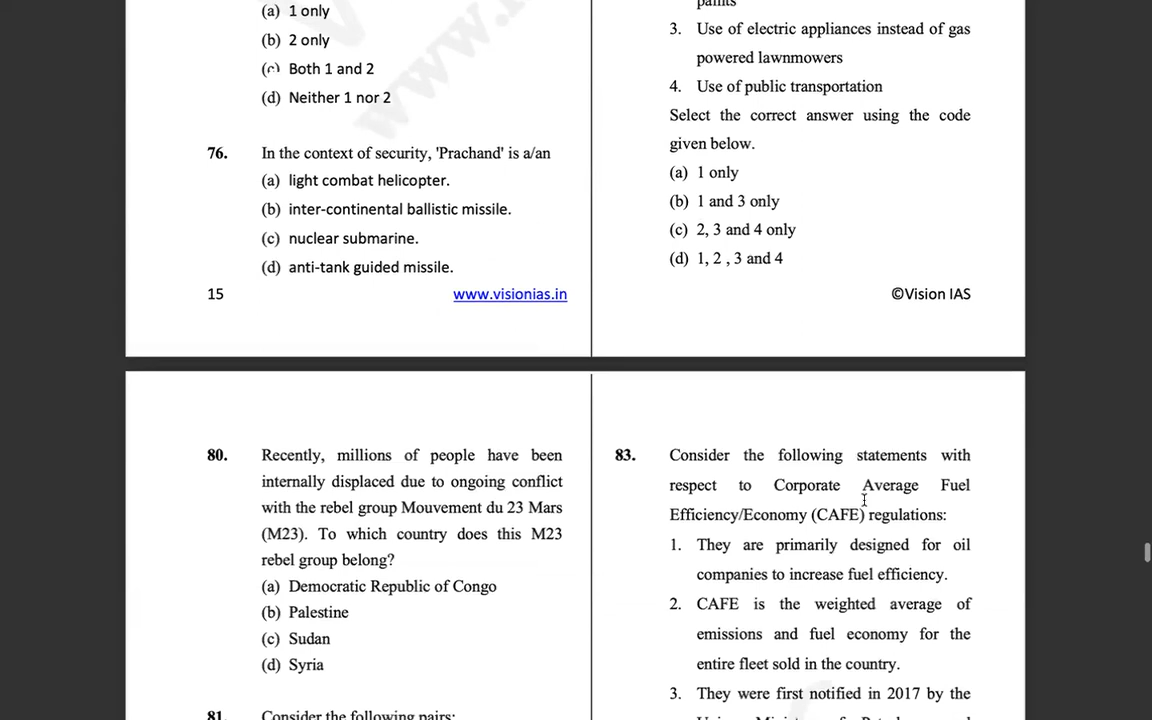 (a) 1 only
(b) 2 only
(c) Both 1 and 2
(d) Neither 1 nor 2
76. In the context of security, 'Prachand' is a/an
(a) light combat helicopter.
(b) inter-continental ballistic missile.
(c) nuclear submarine.
(d) anti-tank guided missile.
paints
3. Use of electric appliances instead of gas
powered lawnmowers
4. Use of public transportation
Select the correct answer using the code
given below.
(a) 1 only
(b) 1 and 3 only
(c) 2, 3 and 4 only
(d) 1, 2 , 3 and 4
15 www.visionias.in ©Vision IAS
80. Recently, millions of people have been
internally displaced due to ongoing conflict
with the rebel group Mouvement du 23 Mars
(M23). To which country does this M23
rebel group belong?
(a) Democratic Republic of Congo
(b) Palestine
(c) Sudan
(d) Syria
81. Consider the following pairs:
83. Consider the following statements with
respect to Corporate Average Fuel
Efficiency/Economy (CAFE) regulations:
1. They are primarily designed for oil
companies to increase fuel efficiency.
2. CAFE is the weighted average of
emissions and fuel economy for the
entire fleet sold in the country.
3. They were first notified in 2017 by the